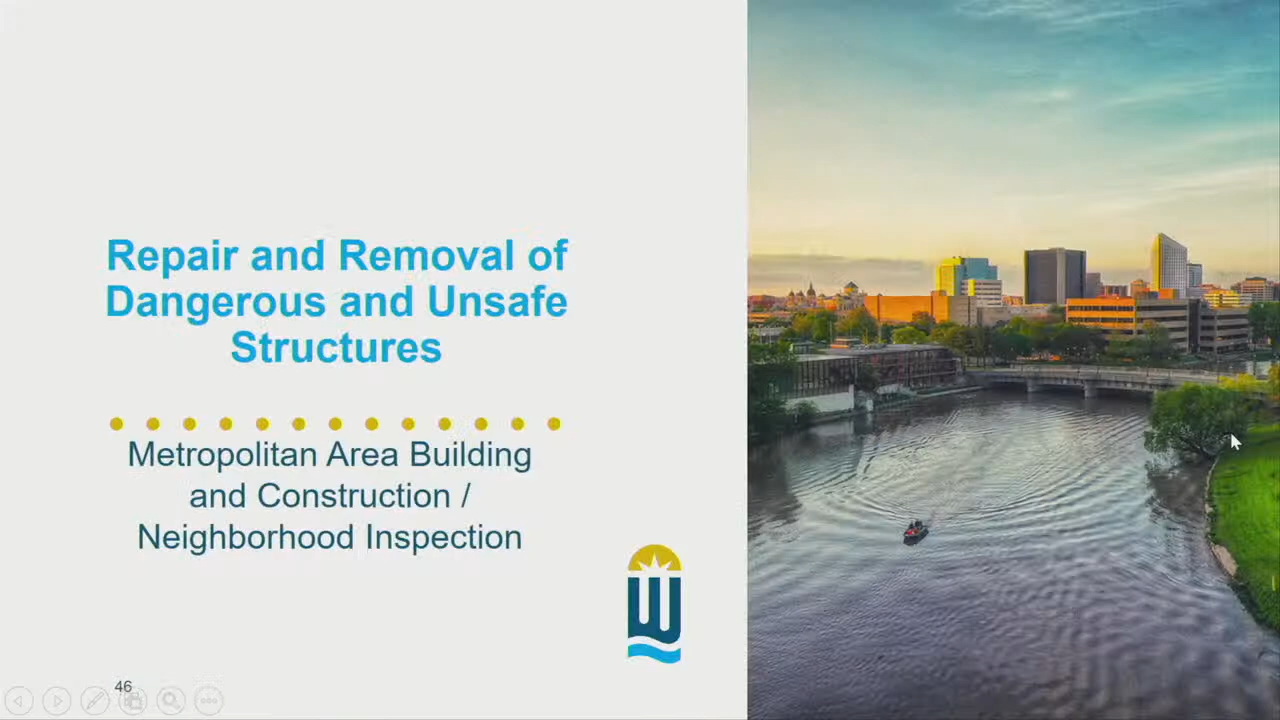 Repair and Removal of
Dangerous and Unsafe
Structures
Metropolitan Area Building
and Construction /
Neighborhood Inspection
W
46